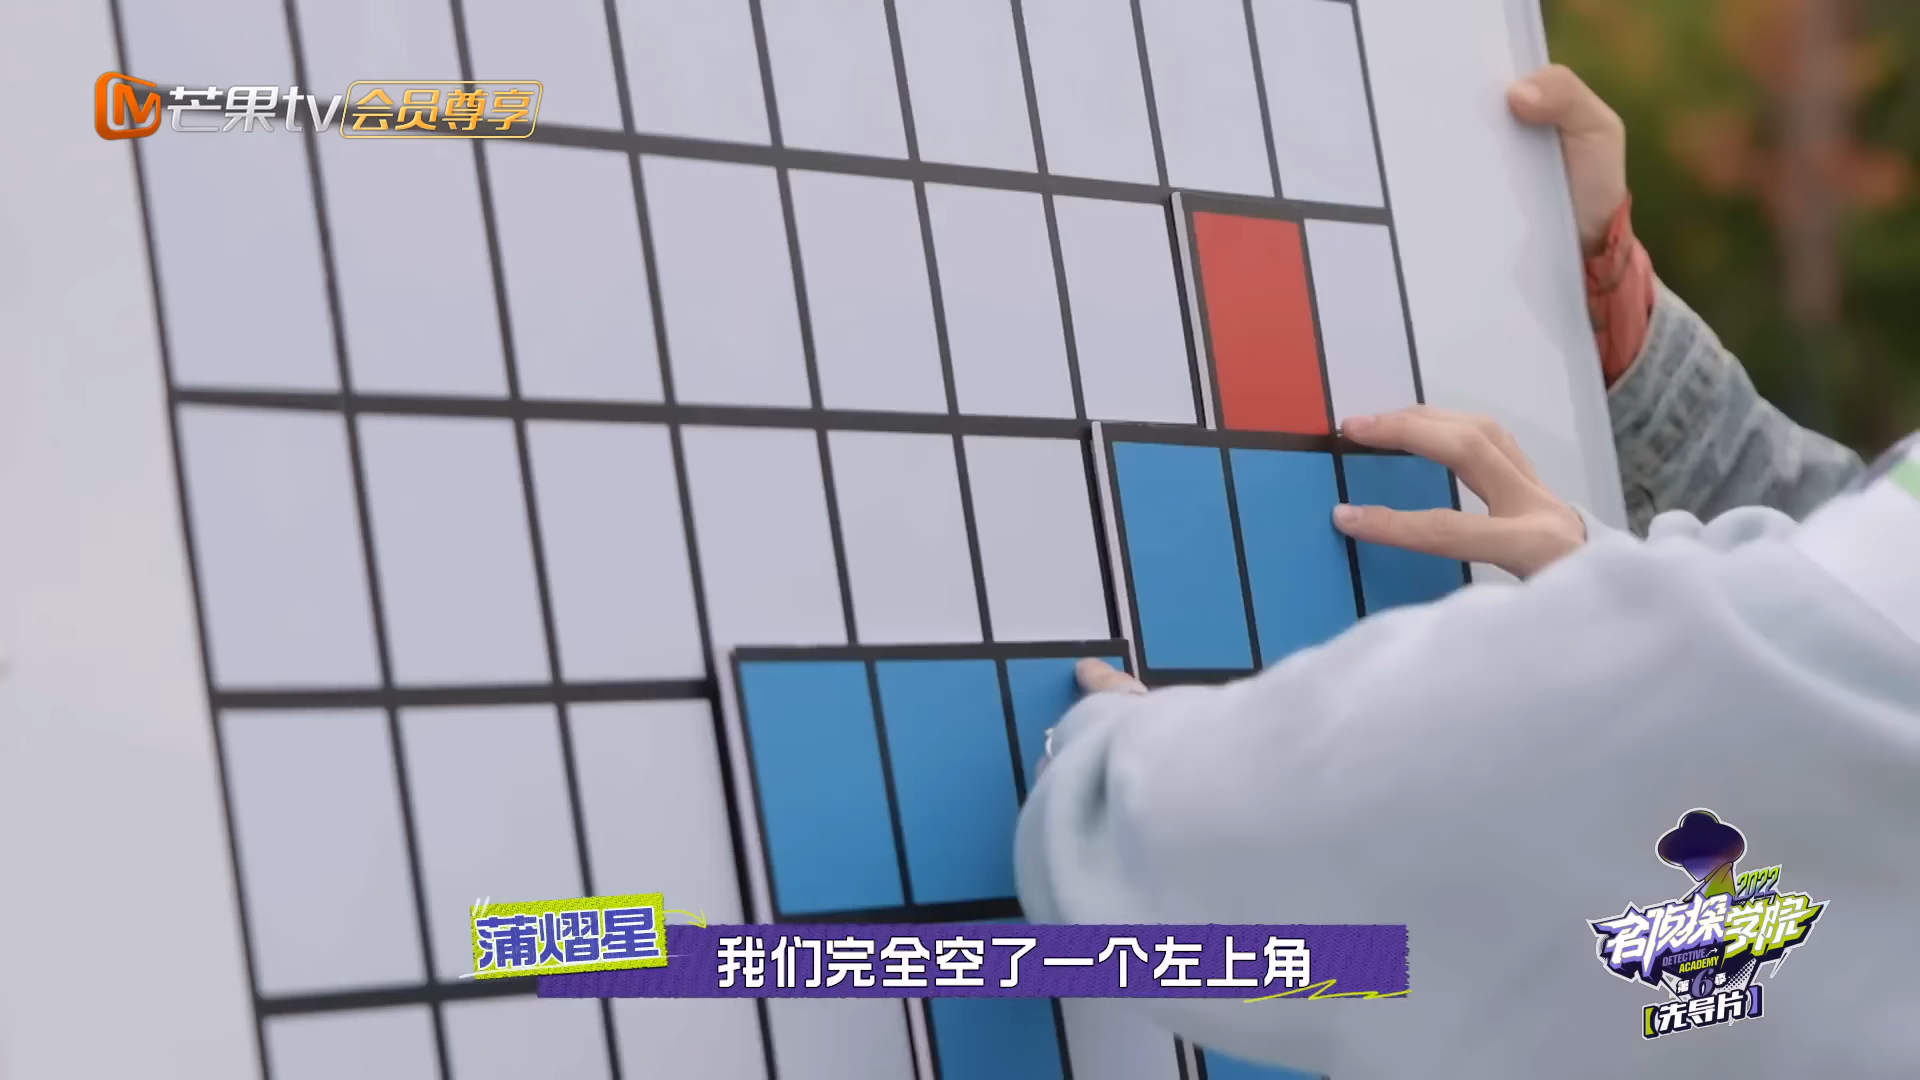 芒果tv 会员尊享
蒲熠星
我们完全空了一个左上角
2022
名侦探学院
DETECTIVE
ACADEMY
第6季
【先导片】